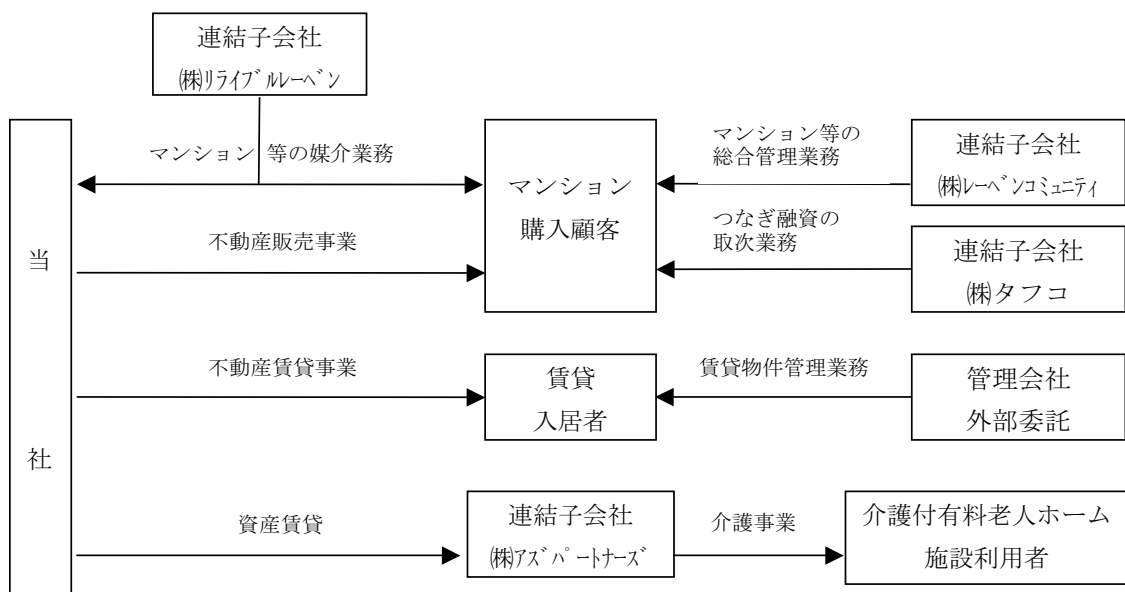 連結子会社
㈱リライブルレーベン
マンション 等の媒介業務
マンション
購入顧客
マンション等の
総合管理業務
連結子会社
㈱レーベンコミュニティ
不動産販売事業
つなぎ融資の
取次業務
連結子会社
㈱タフコ
当
社
不動産賃貸事業
賃貸
入居者
賃貸物件管理業務
管理会社
外部委託
資産賃貸
連結子会社
㈱アズパートナーズ
介護事業
介護付有料老人ホーム
施設利用者